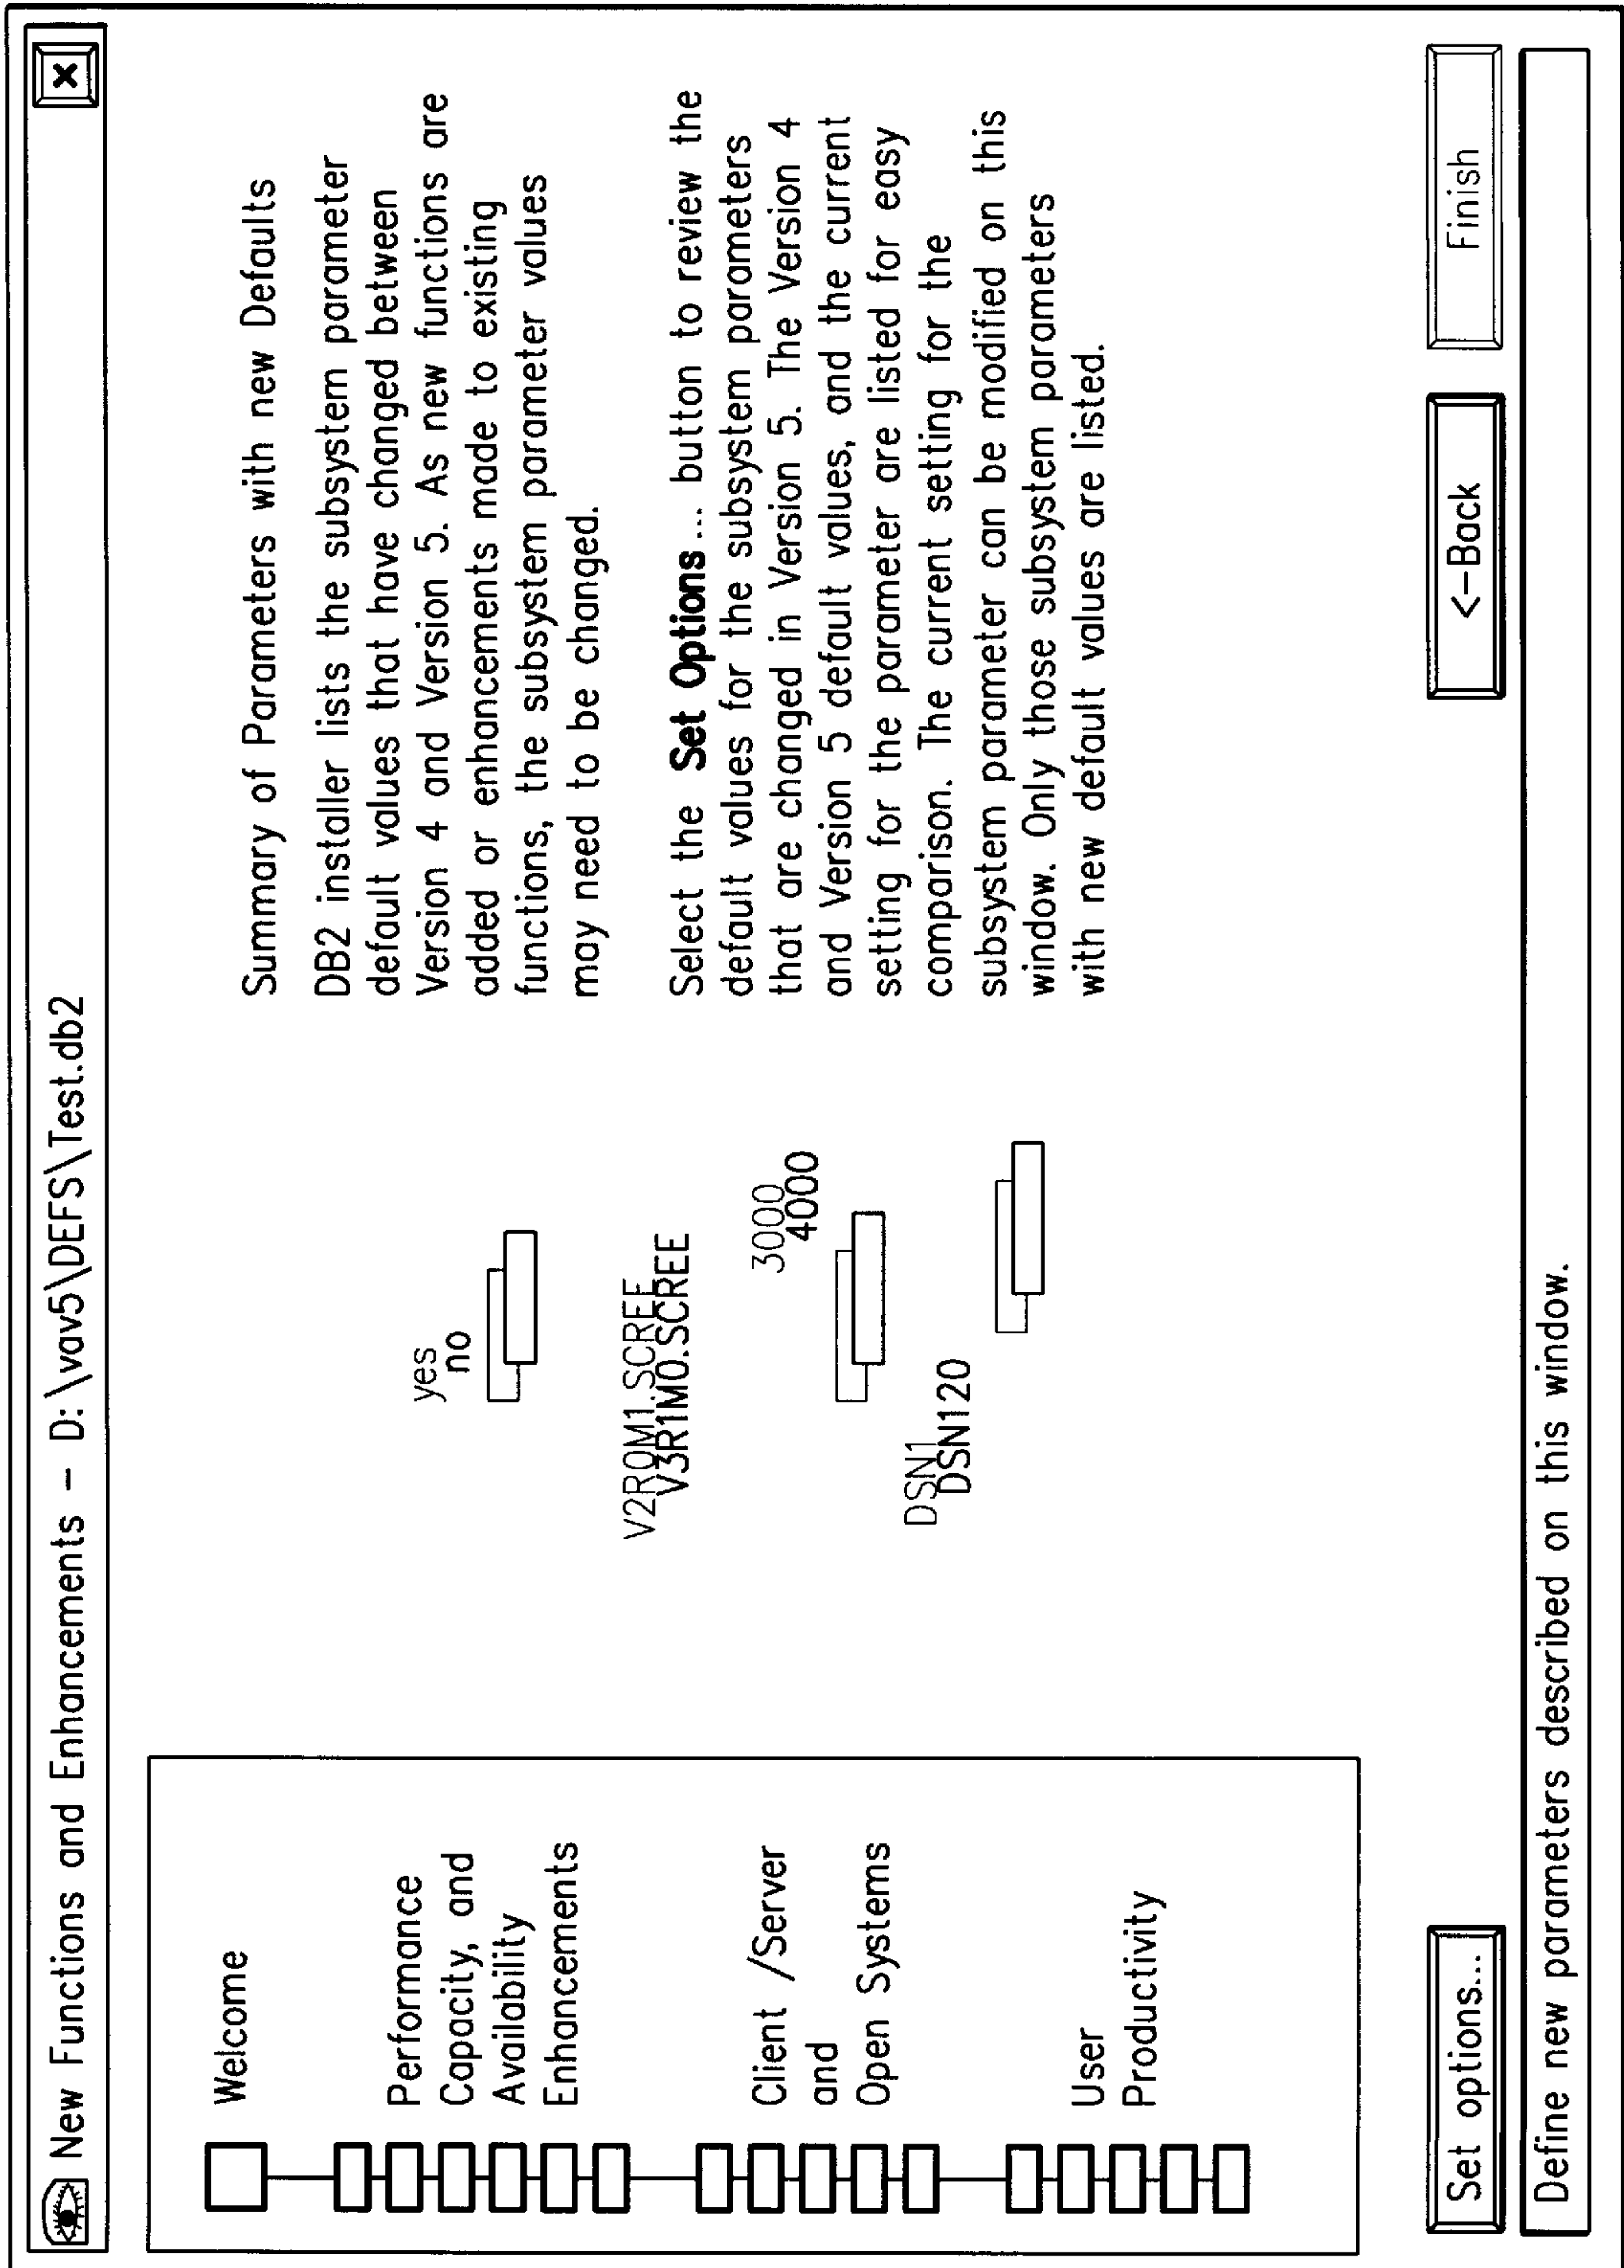 New Functions and Enhancements – D:\vav5\DEFS\Test.db2
Welcome
Performance
Capacity, and
Availability
Enhancements
Client /Server
and
Open Systems
User
Productivity
yes
no
V2R0M1.SCREE
V3R1M0.SCREE
3000
4000
DSN1
DSN120
Summary of Parameters with new Defaults
DB2 installer lists the subsystem parameter
default values that have changed between
Version 4 and Version 5. As new functions are
added or enhancements made to existing
functions, the subsystem parameter values
may need to be changed.
Select the Set Options... button to review the
default values for the subsystem parameters
that are changed in Version 5. The Version 4
and Version 5 default values, and the current
setting for the parameter are listed for easy
comparison. The current setting for the
subsystem parameter can be modified on this
window. Only those subsystem parameters
with new default values are listed.
Set options...
<–Back
Finish
Define new parameters described on this window.